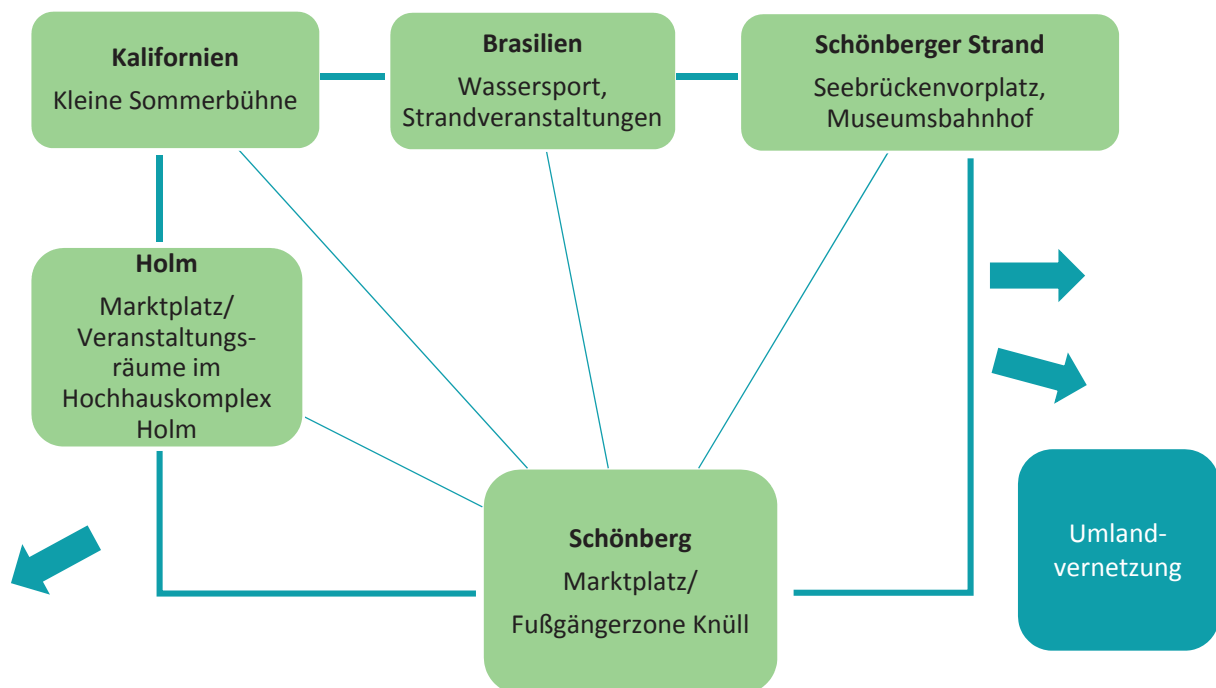 Kalifornien
Kleine Sommerbühne
Brasilien
Wassersport,
Strandveranstaltungen
Schönberger Strand
Seebrückenvorplatz,
Museumsbahnhof
Holm
Marktplatz/
Veranstaltungs-
räume im
Hochhauskomplex
Holm
Schönberg
Marktplatz/
Fußgängerzone Knüll
Umland-
vernetzung